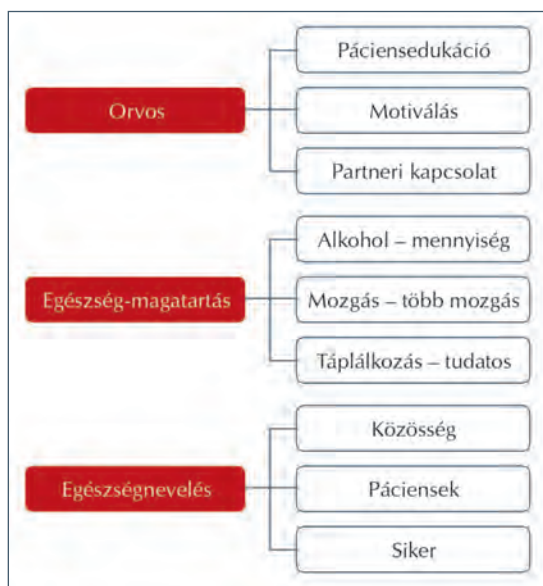 Orvos
Páciensedukáció
Motiválás
Partneri kapcsolat
Egészség-magatartás
Alkohol – mennyiség
Mozgás – több mozgás
Táplálkozás – tudatos
Egészségnevelés
Közösség
Páciensek
Siker